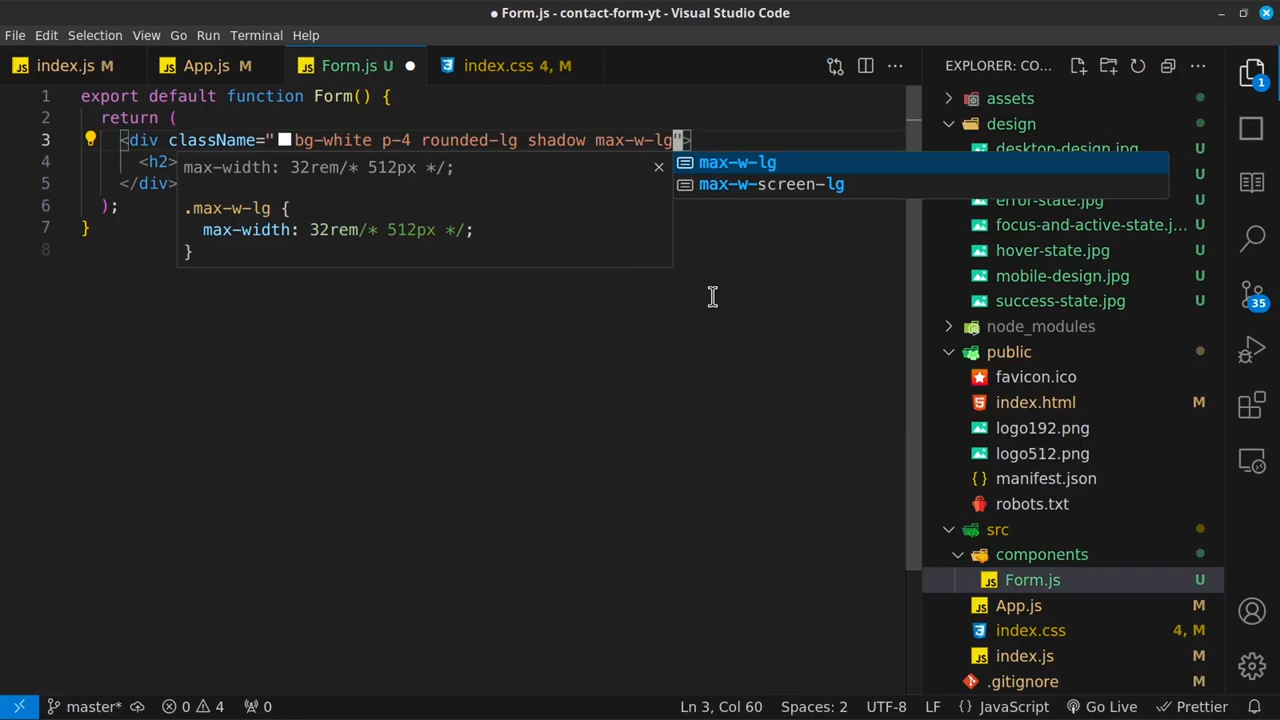 ● Form.js - contact-form-yt - Visual Studio Code
File Edit Selection View Go Run Terminal Help
index.js M
App.js M
Form.js U ●
index.css 4, M
EXPLORER: CO...
1 export default function Form() {
2 return (
3 <div className="bg-white p-4 rounded-lg shadow max-w-lg">
4 <h2>
5 </div>
6 );
7 }
8
max-width: 32rem/* 512px */;
.max-w-lg {
max-width: 32rem/* 512px */;
}
max-w-lg
max-w-screen-lg
assets
design
desktop-design.jpg
U
error-state.jpg U
focus-and-active-state.j... U
hover-state.jpg U
mobile-design.jpg U
success-state.jpg U
node_modules
public
favicon.ico
index.html M
logo192.png
logo512.png
manifest.json
robots.txt
src
components
Form.js U
App.js M
index.css 4, M
index.js M
.gitignore M
1
35
master* 0 4 0
Ln 3, Col 60 Spaces: 2 UTF-8 LF {} JavaScript Go Live Prettier